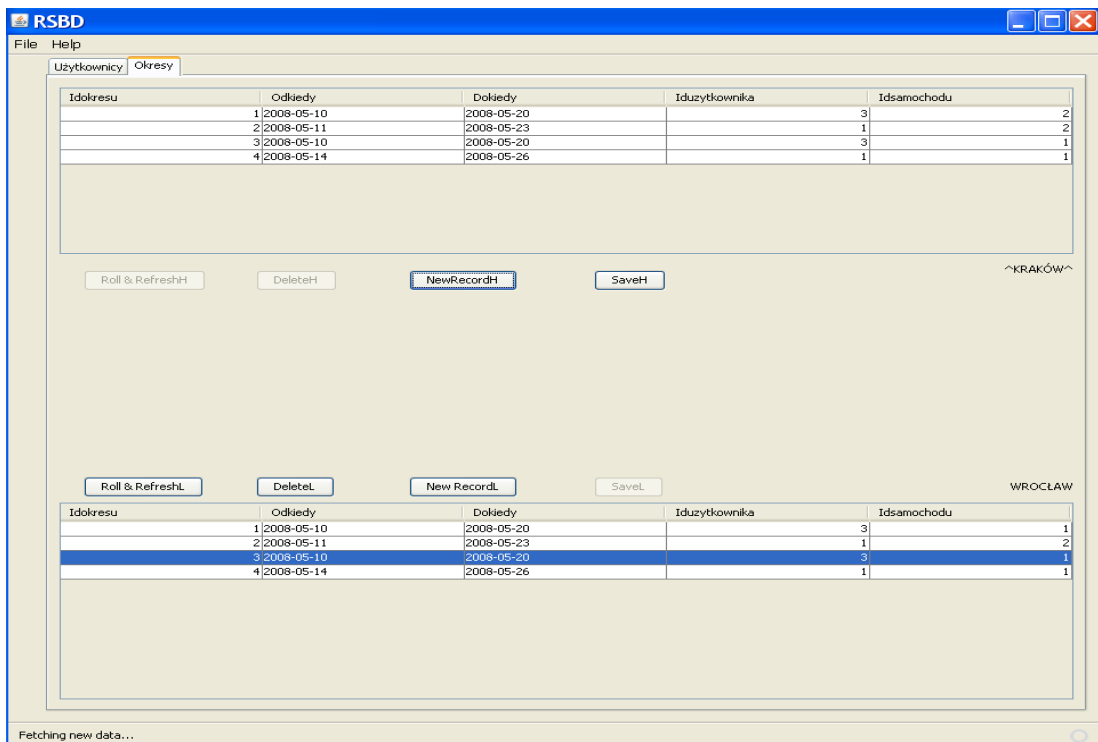 RSBD
File Help
Użytkownicy Okresy
Idokresu Odkiedy Dokiedy Iduzytkownika Idsamochodu
1 2008-05-10 2008-05-20 3 2
2 2008-05-11 2008-05-23 1 2
3 2008-05-10 2008-05-20 3 1
4 2008-05-14 2008-05-26 1 1
^KRAKÓW^
Roll & RefreshH DeleteH NewRecordH SaveH
Roll & RefreshL DeleteL New RecordL SaveL WROCŁAW
Idokresu Odkiedy Dokiedy Iduzytkownika Idsamochodu
1 2008-05-10 2008-05-20 3 1
2 2008-05-11 2008-05-23 1 2
3 2008-05-10 2008-05-20 3 1
4 2008-05-14 2008-05-26 1 1
Fetching new data...